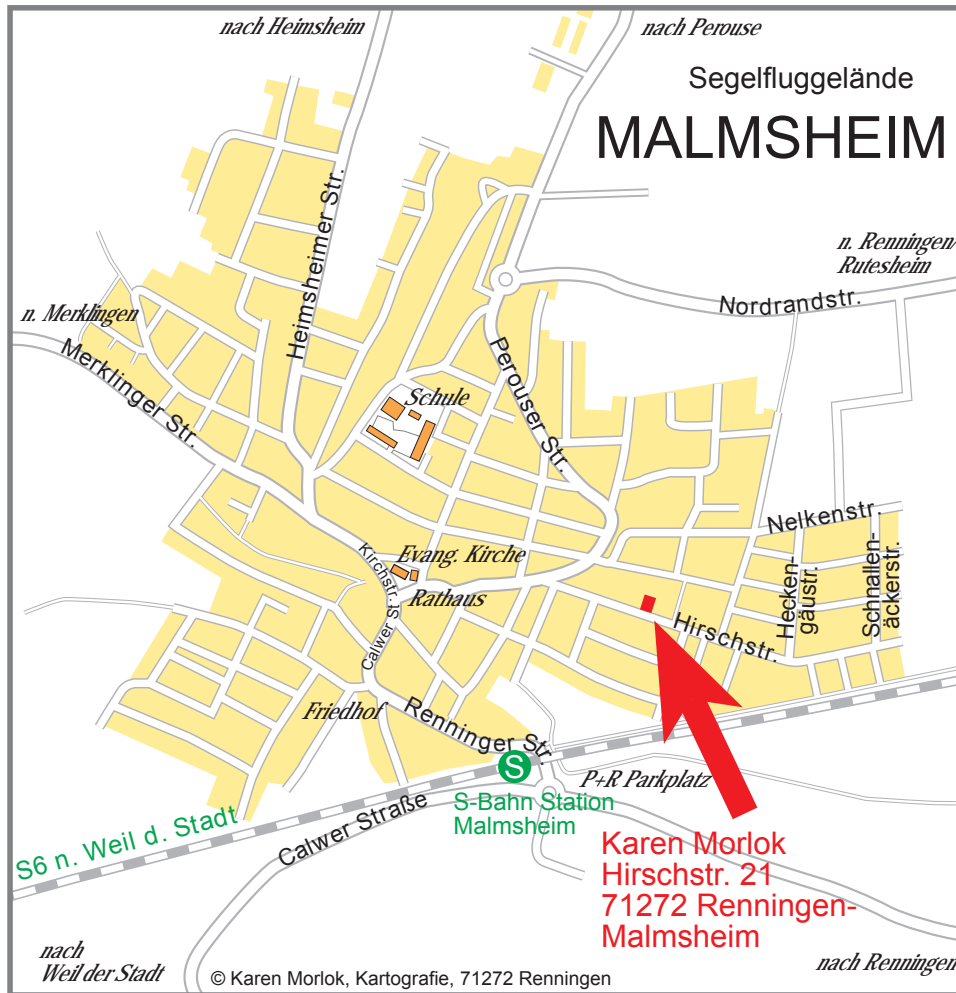 nach Heimsheim
nach Perouse
Segelfluggelände
MALMSHEIM
n. Renningen/
Rutesheim
Nordrandstr.
n. Merklingen
Heimsheimer Str.
Merklinger Str.
Perouser Str.
Schule
Nelkenstr.
Evang. Kirche
Kirchstr.
Rathaus
Calwer St.
Hecken-
gäustr.
Schnallen-
äckerstr.
Hirschstr.
Friedhof
Renninger Str.
S
P+R Parkplatz
S-Bahn Station
Malmsheim
S6 n. Weil d. Stadt
Calwer Straße
Karen Morlok
Hirschstr. 21
71272 Renningen-
Malmsheim
nach
Weil der Stadt
© Karen Morlok, Kartografie, 71272 Renningen
nach Renningen